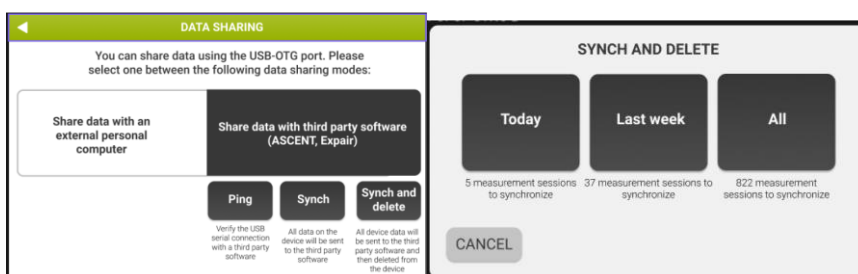 DATA SHARING
You can share data using the USB-OTG port. Please
select one between the following data sharing modes:
Share data with an
external personal
computer
Share data with third party software
(ASCENT, Expair)
Ping
Synch
Synch and
delete
Verify the USB
serial connection
with a third party
software
All data on the
device will be sent
to the third party
software
All device data will
be sent to the third
party software and
then deleted from
the device
SYNCH AND DELETE
Today
Last week
All
5 measurement sessions
to synchronize
37 measurement sessions to
synchronize
822 measurement
sessions to synchronize
CANCEL